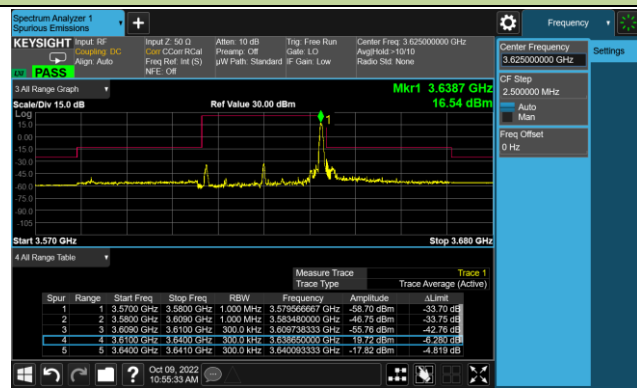 Spectrum Analyzer 1
Spurious Emissions
Frequency
KEYSIGHT Input: RF Input Z: 50 Ω Atten: 10 dB Trig: Free Run Center Freq: 3.625000000 GHz
Coupling: DC Corr CCorr RCal Preamp: Off Gate: LO Avg|Hold:>10/10
Align: Auto Freq Ref: Int (S) µW Path: Standard IF Gain: Low Radio Std: None
NFE: Off
PASS
Center Frequency
3.625000000 GHz
Settings
CF Step
2.500000 MHz
Auto
Man
Freq Offset
0 Hz
3 All Range Graph
Mkr1 3.6387 GHz
Scale/Div 15.0 dB Ref Value 30.00 dBm 16.54 dBm
Log
15.0
0.00
-15.0
-30.0
-45.0
-60.0
-75.0
-90.0
-105
1
Start 3.570 GHz Stop 3.680 GHz
4 All Range Table
Measure Trace Trace 1
Trace Type Trace Average (Active)
Spur Range Start Freq Stop Freq RBW Frequency Amplitude ΔLimit
1 1 3.5700 GHz 3.5800 GHz 1.000 MHz 3.579566667 GHz -58.70 dBm -33.70 dB
2 2 3.5800 GHz 3.6090 GHz 1.000 MHz 3.583480000 GHz -46.75 dBm -33.75 dB
3 3 3.6090 GHz 3.6100 GHz 300.0 kHz 3.609738333 GHz -55.76 dBm -42.76 dB
4 4 3.6100 GHz 3.6400 GHz 300.0 kHz 3.638650000 GHz 19.72 dBm -6.280 dB
5 5 3.6400 GHz 3.6410 GHz 300.0 kHz 3.640093333 GHz -17.82 dBm -4.819 dB
Oct 09, 2022
10:55:33 AM